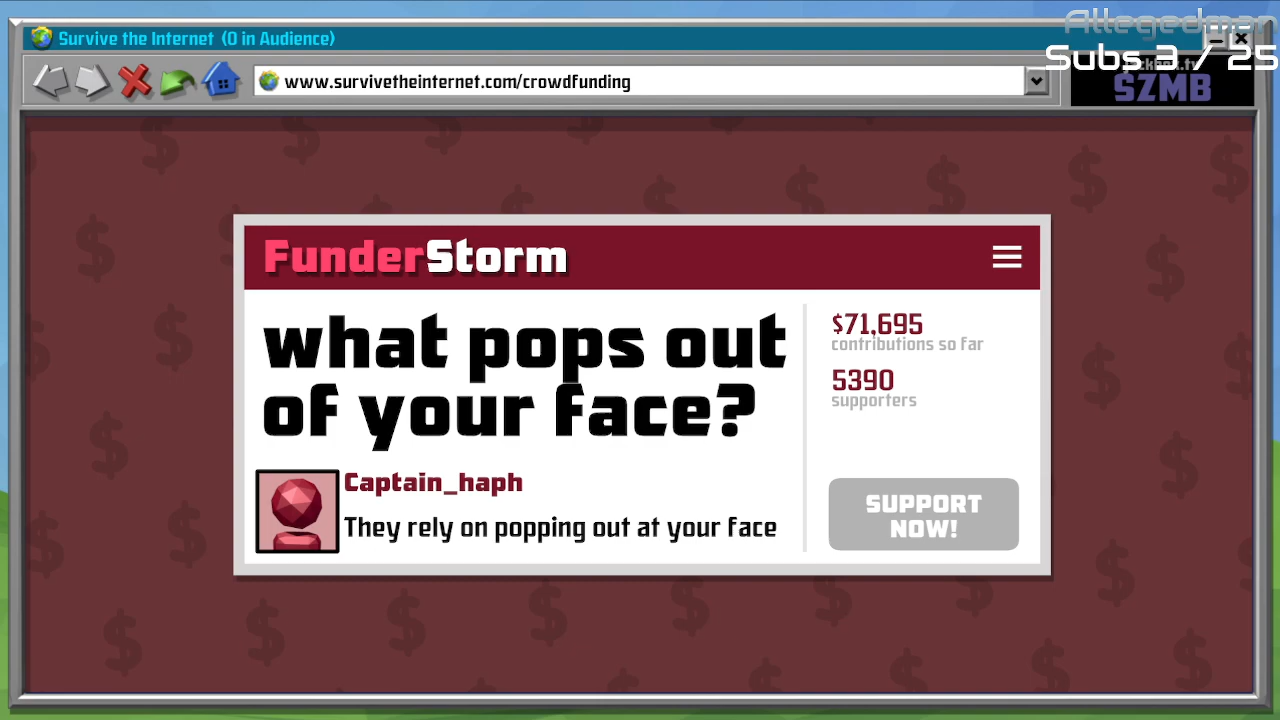 Survive the Internet (0 in Audience)
Allegedman
Subs 3 / 25
www.survivetheinternet.com/crowdfunding
SZMB
FunderStorm
what pops out
of your face?
$71,695
contributions so far
5390
supporters
Captain_haph
They rely on popping out at your face
SUPPORT
NOW!